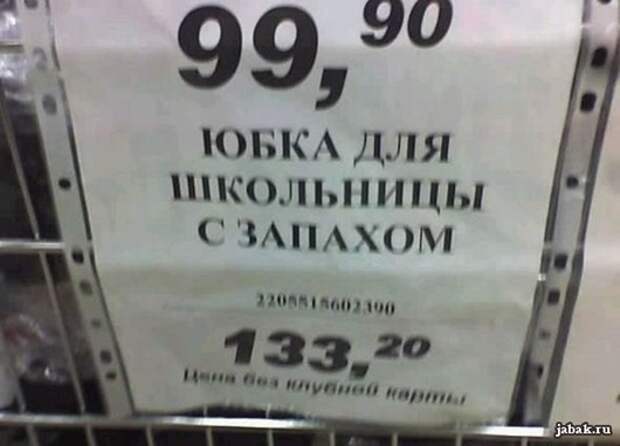 99,90
ЮБКА ДЛЯ
ШКОЛЬНИЦЫ
С ЗАПАХОМ
2205515602390
133,20
Цена без клубной карты
jabak.ru